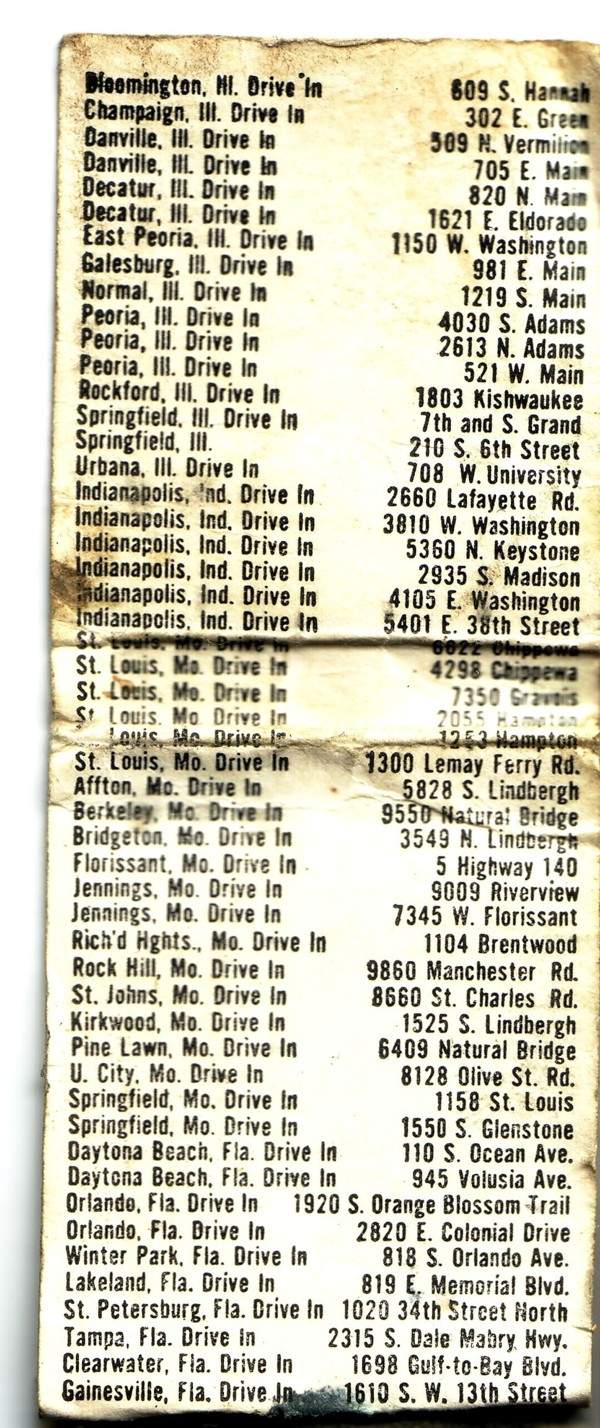 Bloomington, Ill. Drive In 609 S. Hannah
Champaign, Ill. Drive In 302 E. Green
Danville, Ill. Drive In 509 N. Vermilion
Danville, Ill. Drive In 705 E. Main
Decatur, Ill. Drive In 820 N. Main
Decatur, Ill. Drive In 1621 E. Eldorado
East Peoria, Ill. Drive In 1150 W. Washington
Galesburg, Ill. Drive In 981 E. Main
Normal, Ill. Drive In 1219 S. Main
Peoria, Ill. Drive In 4030 S. Adams
Peoria, Ill. Drive In 2613 N. Adams
Peoria, Ill. Drive In 521 W. Main
Rockford, Ill. Drive In 1803 Kishwaukee
Springfield, Ill. Drive In 7th and S. Grand
Springfield, Ill. 210 S. 6th Street
Urbana, Ill. Drive In 708 W. University
Indianapolis, Ind. Drive In 2660 Lafayette Rd.
Indianapolis, Ind. Drive In 3810 W. Washington
Indianapolis, Ind. Drive In 5360 N. Keystone
Indianapolis, Ind. Drive In 2935 S. Madison
Indianapolis, Ind. Drive In 4105 E. Washington
Indianapolis, Ind. Drive In 5401 E. 38th Street
St. Louis, Mo. Drive In Chippewa
St. Louis, Mo. Drive In 4298 Chippewa
St. Louis, Mo. Drive In 7350 Gravois
St. Louis. Mo Drive In 2055 Hampton
Louis, Mo. Drive In 1253 Hampton
St. Louis, Mo. Drive In 1300 Lemay Ferry Rd.
Affton, Mo. Drive In 5828 S. Lindbergh
Berkeley, Mo. Drive In 9550 Natural Bridge
Bridgeton, Mo. Drive In 3549 N. Lindbergh
Florissant, Mo. Drive In 5 Highway 140
Jennings, Mo. Drive In 9009 Riverview
Jennings, Mo. Drive In 7345 W. Florissant
Rich'd Hghts., Mo. Drive In 1104 Brentwood
Rock Hill, Mo. Drive In 9860 Manchester Rd.
St. Johns, Mo. Drive In 8660 St. Charles Rd.
Kirkwood, Mo. Drive In 1525 S. Lindbergh
Pine Lawn, Mo. Drive In 6409 Natural Bridge
U. City, Mo. Drive In 8128 Olive St. Rd.
Springfield, Mo. Drive In 1158 St. Louis
Springfield, Mo. Drive In 1550 S. Glenstone
Daytona Beach, Fla. Drive In 110 S. Ocean Ave.
Daytona Beach, Fla. Drive In 945 Volusia Ave.
Orlando, Fla. Drive In 1920 S. Orange Blossom Trail
Orlando, Fla. Drive In 2820 E. Colonial Drive
Winter Park, Fla. Drive In 818 S. Orlando Ave.
Lakeland, Fla. Drive In 819 E. Memorial Blvd.
St. Petersburg, Fla. Drive In 1020 34th Street North
Tampa, Fla. Drive In 2315 S. Dale Mabry Hwy.
Clearwater, Fla. Drive In 1698 Gulf-to-Bay Blvd.
Gainesville, Fla. Drive In 1610 S. W. 13th Street